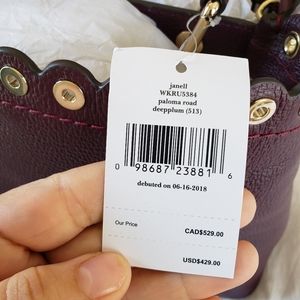 janell
WKRU5384
paloma road
deepplum (513)
0 98687 23881 6
debuted on 06-16-2018
Our Price
CAD$529.00
USD$429.00